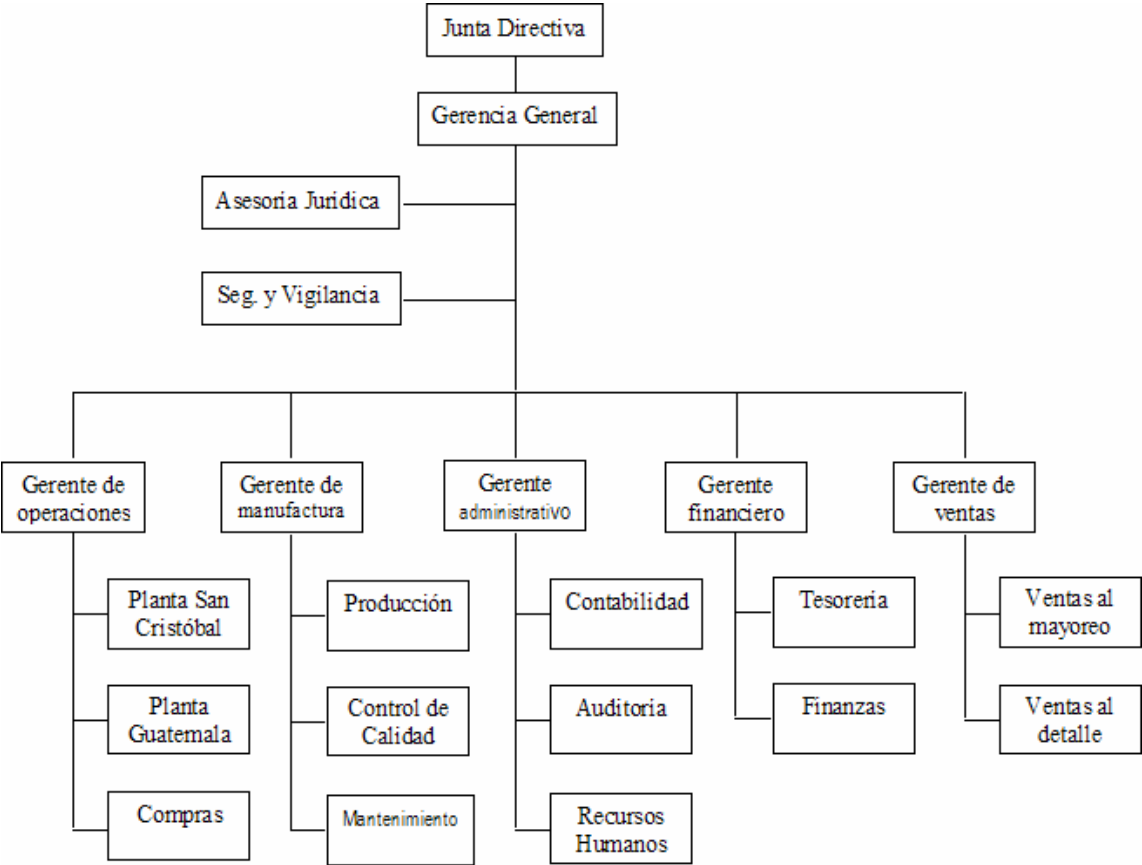 Junta Directiva
Gerencia General
Asesoria Juridica
Seg. y Vigilancia
Gerente de
operaciones
Gerente de
manufactura
Gerente
administrativo
Gerente
financiero
Gerente de
ventas
Planta San
Cristóbal
Producción
Contabilidad
Tesoreria
Ventas al
mayoreo
Planta
Guatemala
Control de
Calidad
Auditoria
Finanzas
Ventas al
detalle
Compras
Mantenimiento
Recursos
Humanos